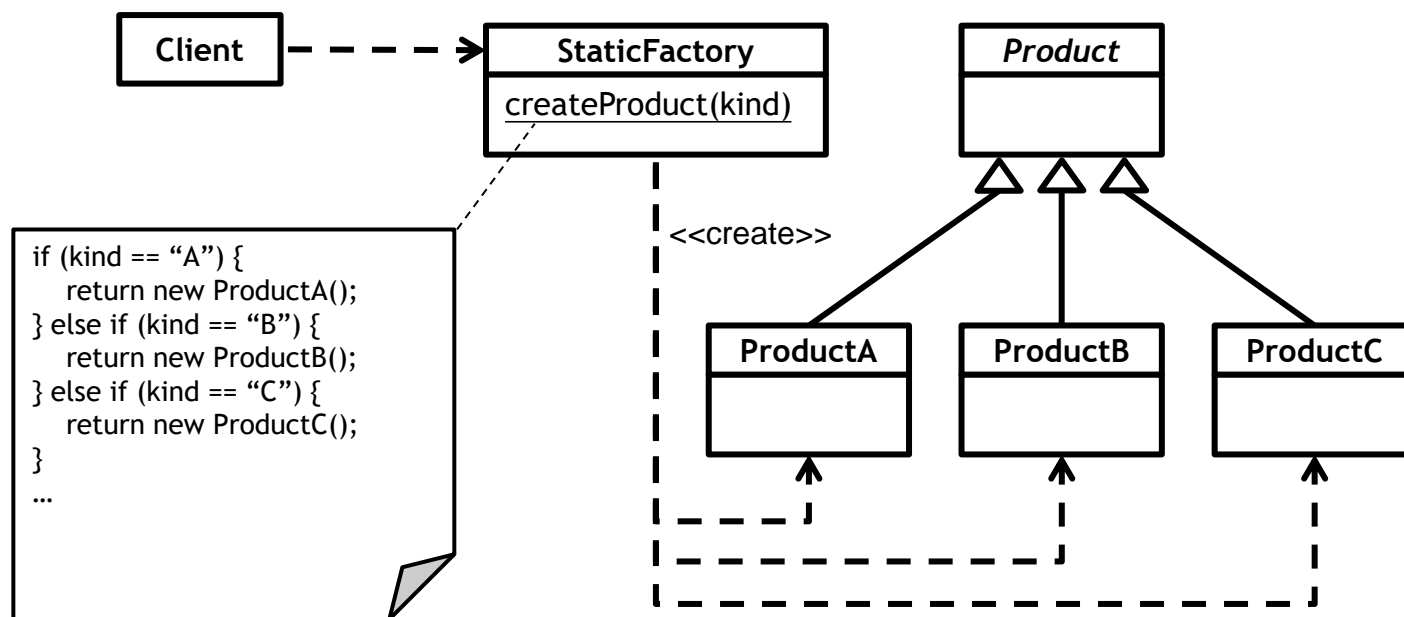 Client
StaticFactory
Product
createProduct(kind)
<<create>>
if (kind == “A”) {
return new ProductA();
} else if (kind == “B”) {
return new ProductB();
} else if (kind == “C”) {
return new ProductC();
}
…
ProductA
ProductB
ProductC